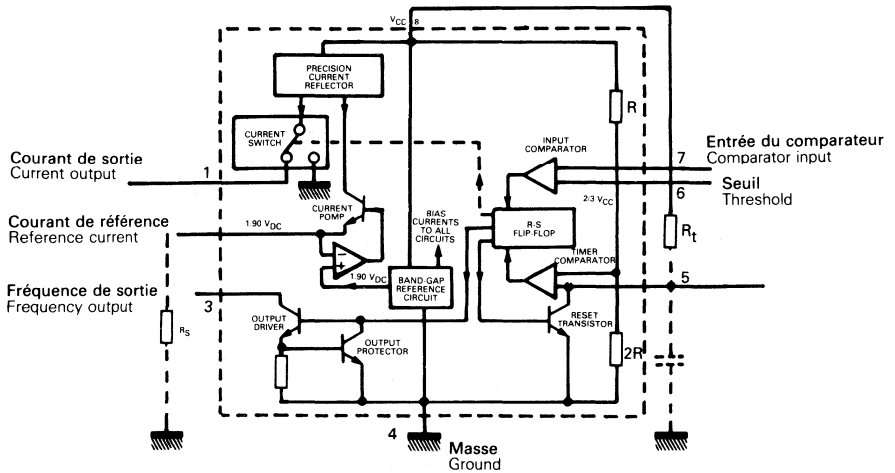 VCC 8
PRECISION
CURRENT
REFLECTOR
R
CURRENT
SWITCH
INPUT
COMPARATOR
7
Entrée du comparateur
Comparator input
Courant de sortie
Current output
1
6
Seuil
Threshold
2/3 VCC
CURRENT
POMP
BIAS
CURRENTS
TO ALL
CIRCUITS
R-S
FLIP-FLOP
Rt
Courant de référence
Reference current
1.90 VDC
TIMER
COMPARATOR
−
+
1.90 VDC
BAND-GAP
REFERENCE
CIRCUIT
5
Fréquence de sortie
Frequency output
3
RS
OUTPUT
DRIVER
OUTPUT
PROTECTOR
RESET
TRANSISTOR
2R
4
Masse
Ground